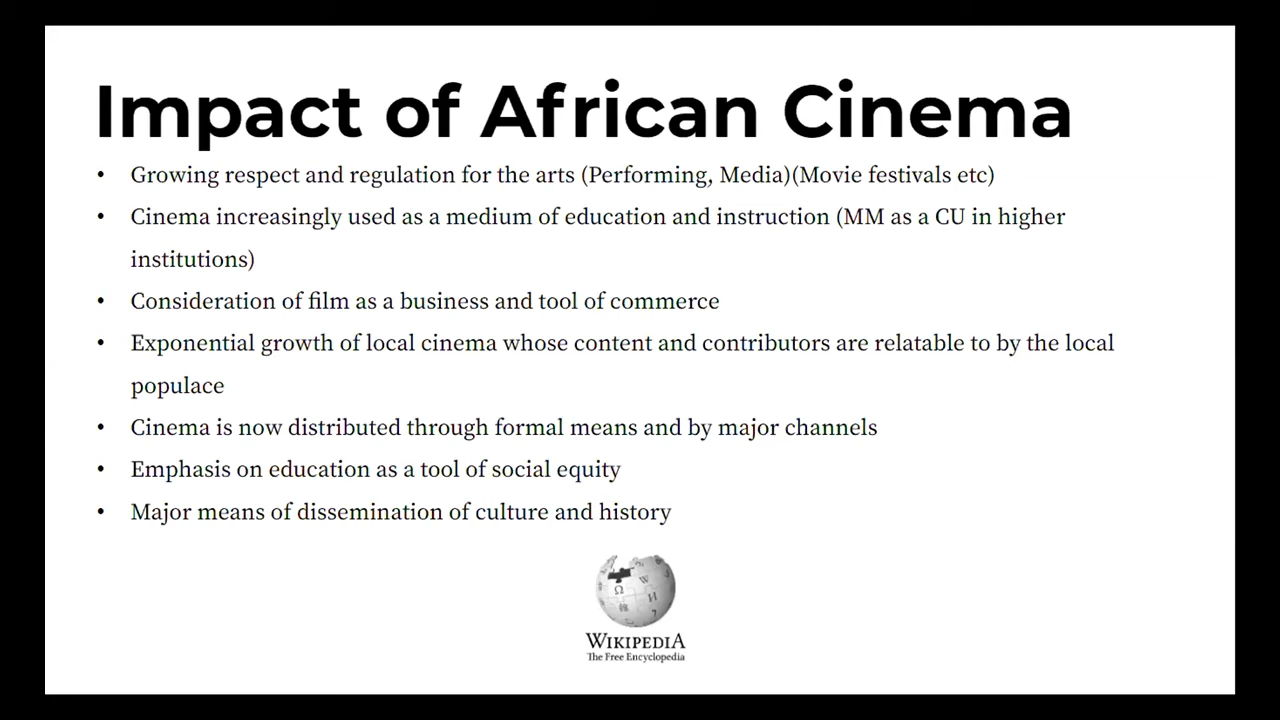 Impact of African Cinema
• Growing respect and regulation for the arts (Performing, Media)(Movie festivals etc)
• Cinema increasingly used as a medium of education and instruction (MM as a CU in higher
institutions)
• Consideration of film as a business and tool of commerce
• Exponential growth of local cinema whose content and contributors are relatable to by the local
populace
• Cinema is now distributed through formal means and by major channels
• Emphasis on education as a tool of social equity
• Major means of dissemination of culture and history
WIKIPEDIA
The Free Encyclopedia